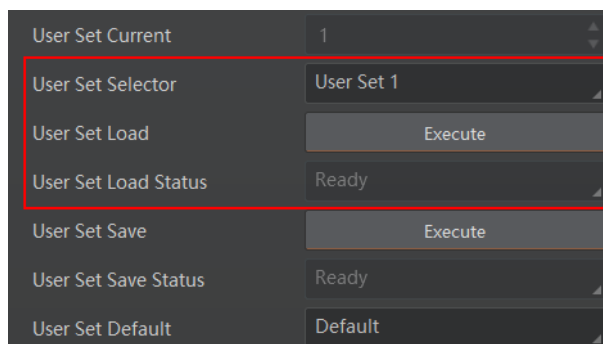 User Set Current 1
User Set Selector User Set 1
User Set Load Execute
User Set Load Status Ready
User Set Save Execute
User Set Save Status Ready
User Set Default Default